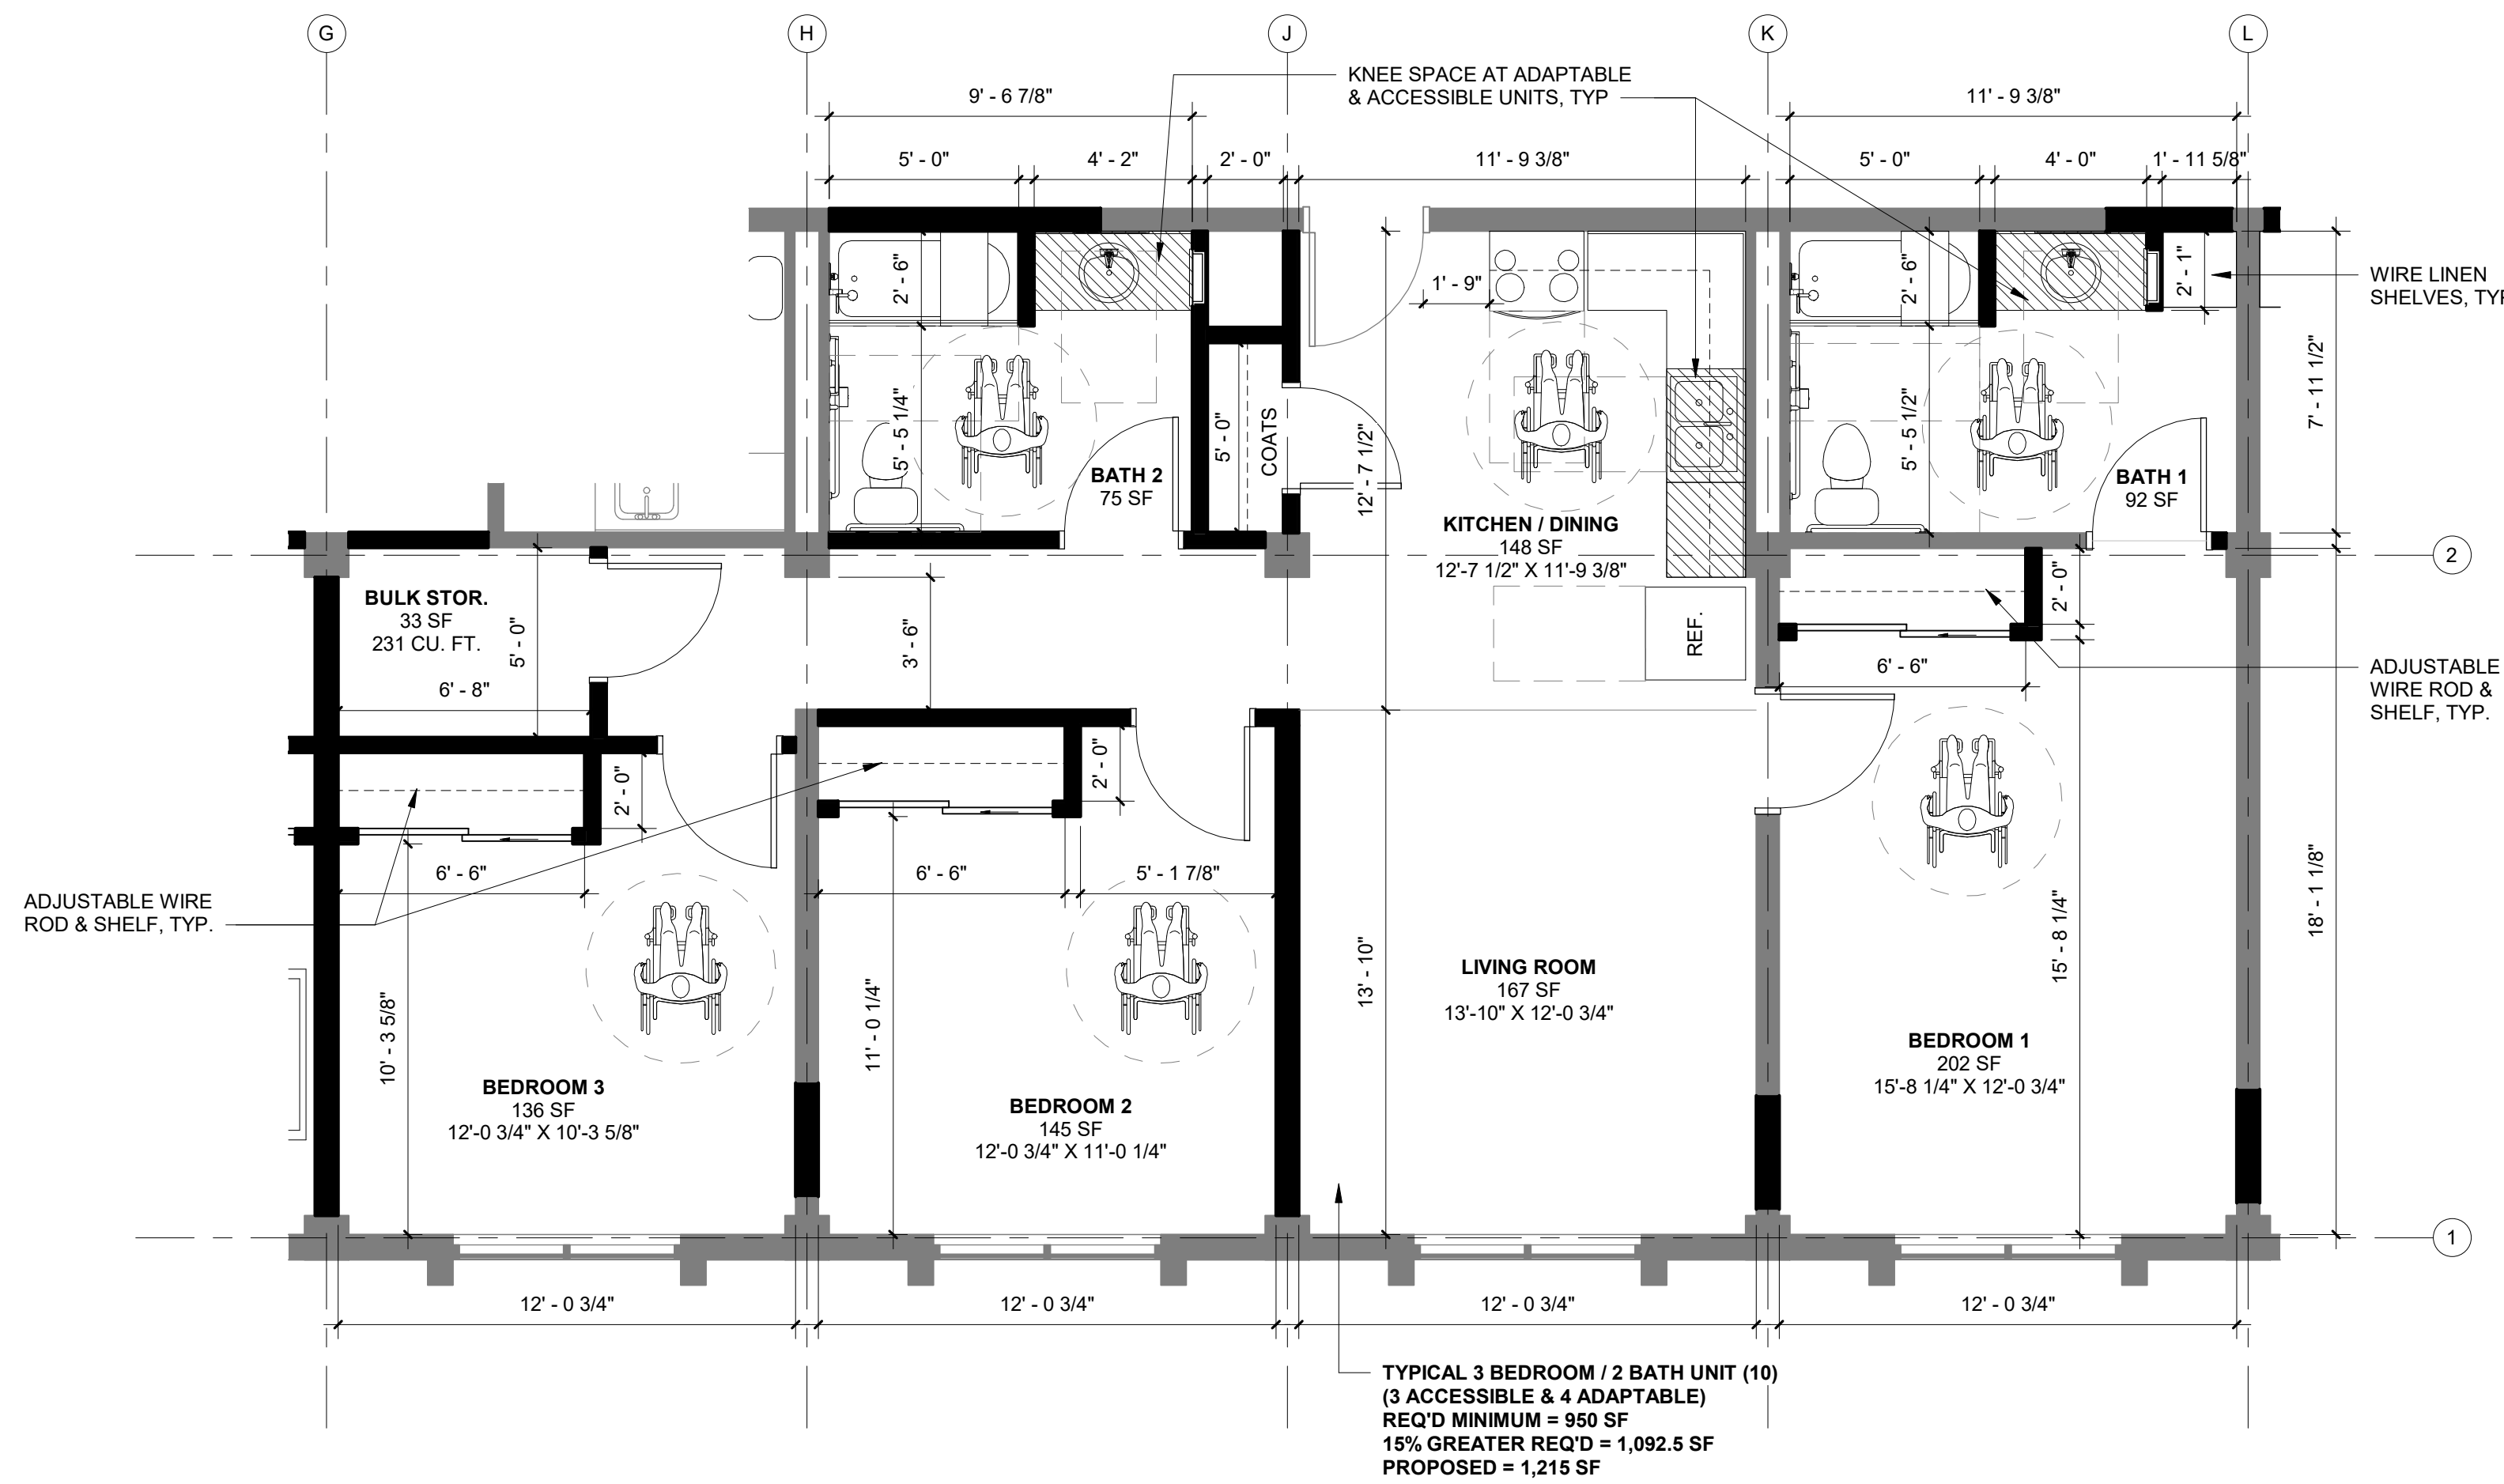 G
H
J
K
L
KNEE SPACE AT ADAPTABLE
& ACCESSIBLE UNITS, TYP
9' - 6 7/8"
11' - 9 3/8"
5' - 0"
4' - 2"
2' - 0"
11' - 9 3/8"
5' - 0"
4' - 0"
1' - 11 5/8"
2' - 6"
1' - 9"
2' - 6"
2' - 1"
WIRE LINEN
SHELVES, TYP
5' - 5 1/4"
5' - 0"
COATS
12' - 7 1/2"
5' - 5 1/2"
7' - 11 1/2"
BATH 2
75 SF
BATH 1
92 SF
KITCHEN / DINING
148 SF
12'-7 1/2" X 11'-9 3/8"
2
BULK STOR.
33 SF
231 CU. FT.
5' - 0"
6' - 8"
3' - 6"
REF.
2' - 0"
6' - 6"
ADJUSTABLE
WIRE ROD &
SHELF, TYP.
2' - 0"
2' - 0"
6' - 6"
6' - 6"
5' - 1 7/8"
ADJUSTABLE WIRE
ROD & SHELF, TYP.
10' - 3 5/8"
11' - 0 1/4"
13' - 10"
15' - 8 1/4"
18' - 1 1/8"
LIVING ROOM
167 SF
13'-10" X 12'-0 3/4"
BEDROOM 1
202 SF
15'-8 1/4" X 12'-0 3/4"
BEDROOM 3
136 SF
12'-0 3/4" X 10'-3 5/8"
BEDROOM 2
145 SF
12'-0 3/4" X 11'-0 1/4"
1
12' - 0 3/4"
12' - 0 3/4"
12' - 0 3/4"
12' - 0 3/4"
TYPICAL 3 BEDROOM / 2 BATH UNIT (10)
(3 ACCESSIBLE & 4 ADAPTABLE)
REQ'D MINIMUM = 950 SF
15% GREATER REQ'D = 1,092.5 SF
PROPOSED = 1,215 SF